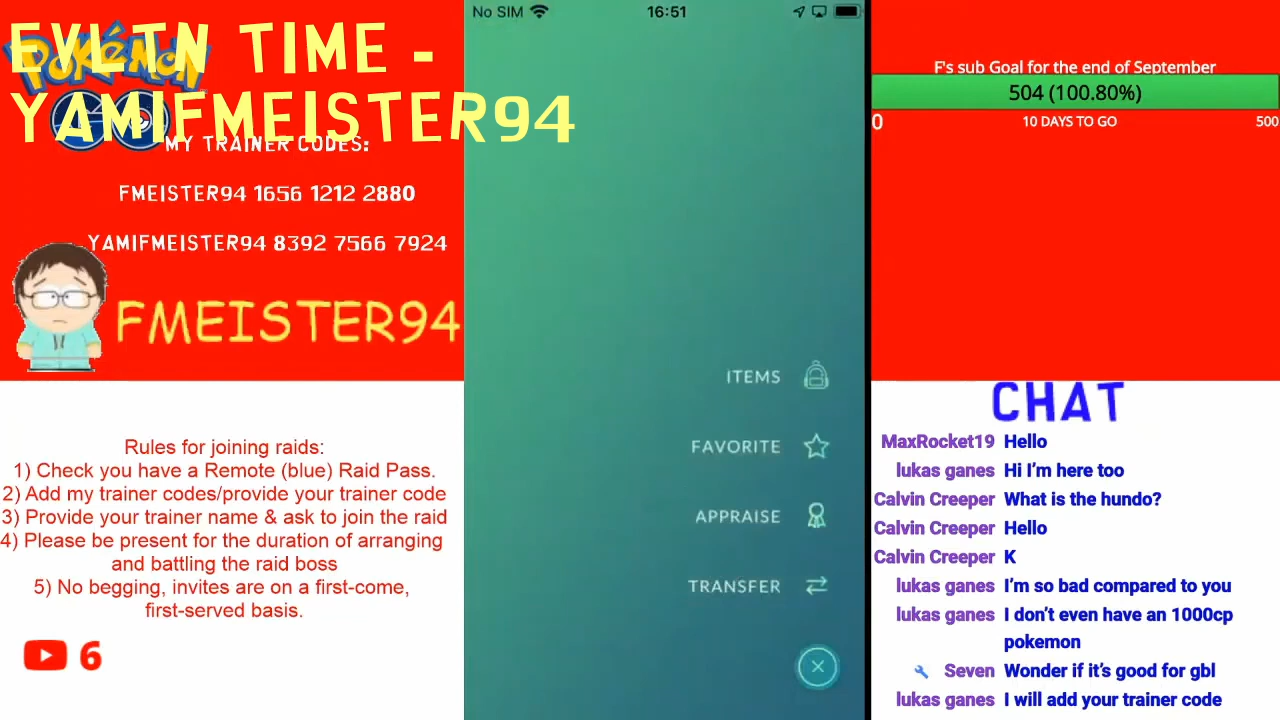 EVLTN TIME -
YAMIFMEISTER94
POKéMON
GO
MY TRAINER CODES:
FMEISTER94 1656 1212 2880
YAMIFMEISTER94 8392 7566 7924
FMEISTER94
Rules for joining raids:
1) Check you have a Remote (blue) Raid Pass.
2) Add my trainer codes/provide your trainer code
3) Provide your trainer name & ask to join the raid
4) Please be present for the duration of arranging
and battling the raid boss
5) No begging, invites are on a first-come,
first-served basis.
6
No SIM 16:51
ITEMS
FAVORITE
APPRAISE
TRANSFER
F's sub Goal for the end of September
504 (100.80%)
0 10 DAYS TO GO 500
CHAT
MaxRocket19 Hello
lukas ganes Hi I'm here too
Calvin Creeper What is the hundo?
Calvin Creeper Hello
Calvin Creeper K
lukas ganes I'm so bad compared to you
lukas ganes I don't even have an 1000cp
pokemon
Seven Wonder if it's good for gbl
lukas ganes I will add your trainer code